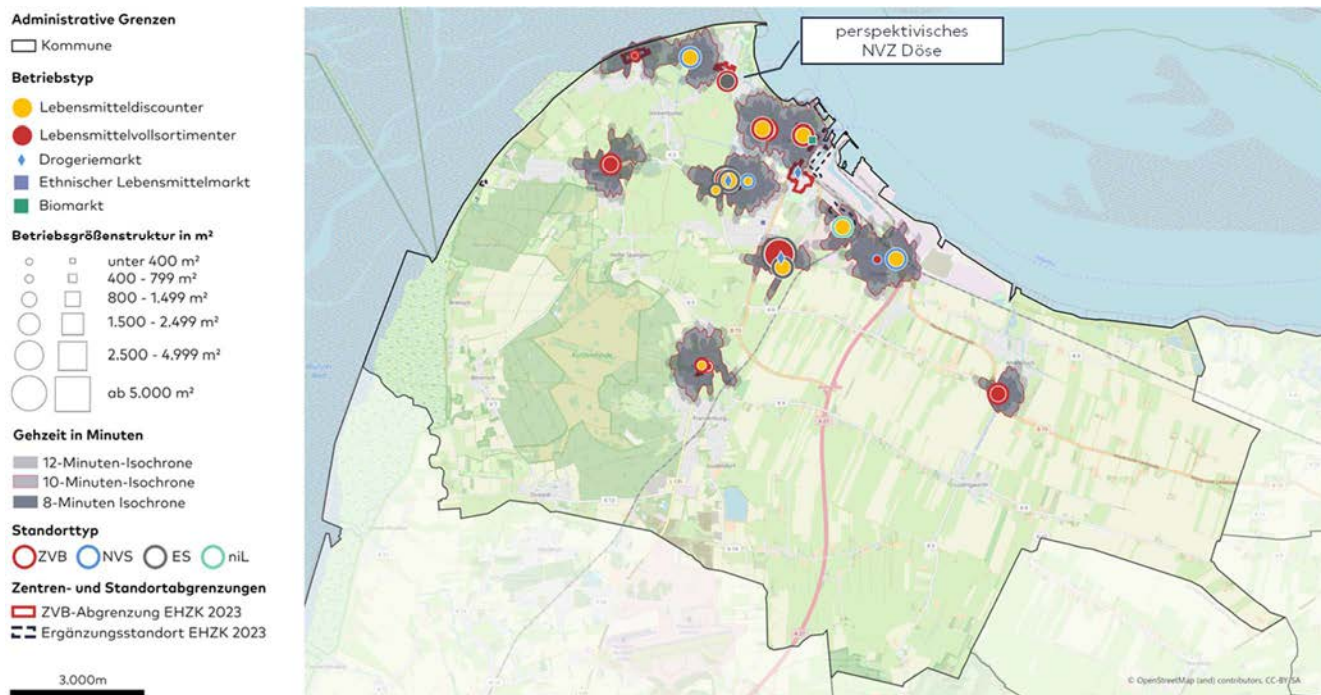 Administrative Grenzen
Kommune
Betriebstyp
Lebensmitteldiscounter
Lebensmittelvollsortimenter
Drogeriemarkt
Ethnischer Lebensmittelmarkt
Biomarkt
Betriebsgrößenstruktur in m²
unter 400 m²
400 - 799 m²
800 - 1.499 m²
1.500 - 2.499 m²
2.500 - 4.999 m²
ab 5.000 m²
Gehzeit in Minuten
12-Minuten-Isochrone
10-Minuten-Isochrone
8-Minuten Isochrone
Standorttyp
ZVB NVS ES niL
Zentren- und Standortabgrenzungen
ZVB-Abgrenzung EHZK 2023
Ergänzungsstandort EHZK 2023
3.000m
perspektivisches
NVZ Döse
© OpenStreetMap (and) contributors, CC-BY-SA